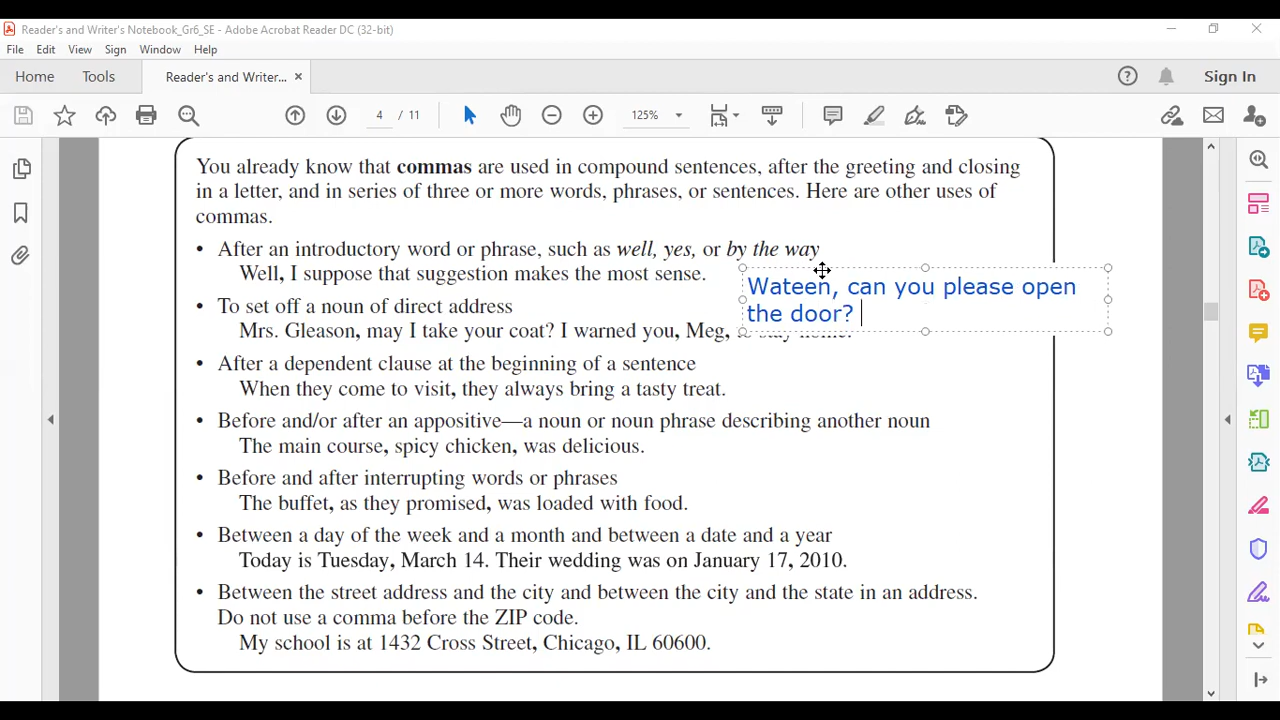 Reader's and Writer's Notebook_Gr6_SE - Adobe Acrobat Reader DC (32-bit)
File Edit View Sign Window Help
Home Tools Reader's and Writer... × Sign In
4 / 11 125%
You already know that commas are used in compound sentences, after the greeting and closing
in a letter, and in series of three or more words, phrases, or sentences. Here are other uses of
commas.
• After an introductory word or phrase, such as well, yes, or by the way
Well, I suppose that suggestion makes the most sense.
Wateen, can you please open
the door?
• To set off a noun of direct address
Mrs. Gleason, may I take your coat? I warned you, Meg, to stay home.
• After a dependent clause at the beginning of a sentence
When they come to visit, they always bring a tasty treat.
• Before and/or after an appositive—a noun or noun phrase describing another noun
The main course, spicy chicken, was delicious.
• Before and after interrupting words or phrases
The buffet, as they promised, was loaded with food.
• Between a day of the week and a month and between a date and a year
Today is Tuesday, March 14. Their wedding was on January 17, 2010.
• Between the street address and the city and between the city and the state in an address.
Do not use a comma before the ZIP code.
My school is at 1432 Cross Street, Chicago, IL 60600.